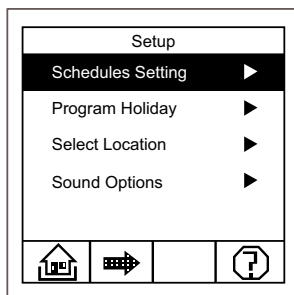 Setup
Schedules Setting
Program Holiday
Select Location
Sound Options
?